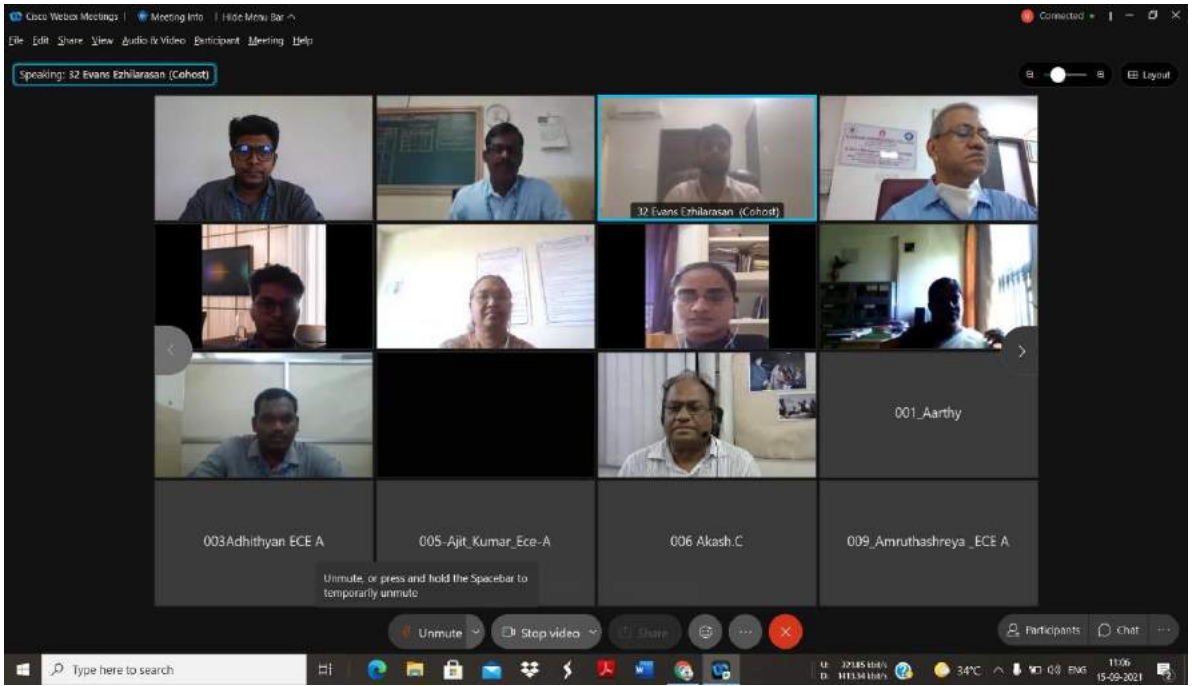 Cisco Webex Meetings | Meeting Info | Hide Menu Bar
Connected
File Edit Share View Audio & Video Participant Meeting Help
Speaking: 32 Evans Ezhilarasan (Cohost)
Layout
32 Evans Ezhilarasan (Cohost)
001_Aarthy
003Adhithyan ECE A
005-Ajit_Kumar_Ece-A
006 Akash.C
009_Amruthashreya _ECE A
Unmute, or press and hold the Spacebar to
temporarily unmute
Unmute
Stop video
Share
Participants
Chat
Type here to search
34°C
ENG
11:06
15-09-2021